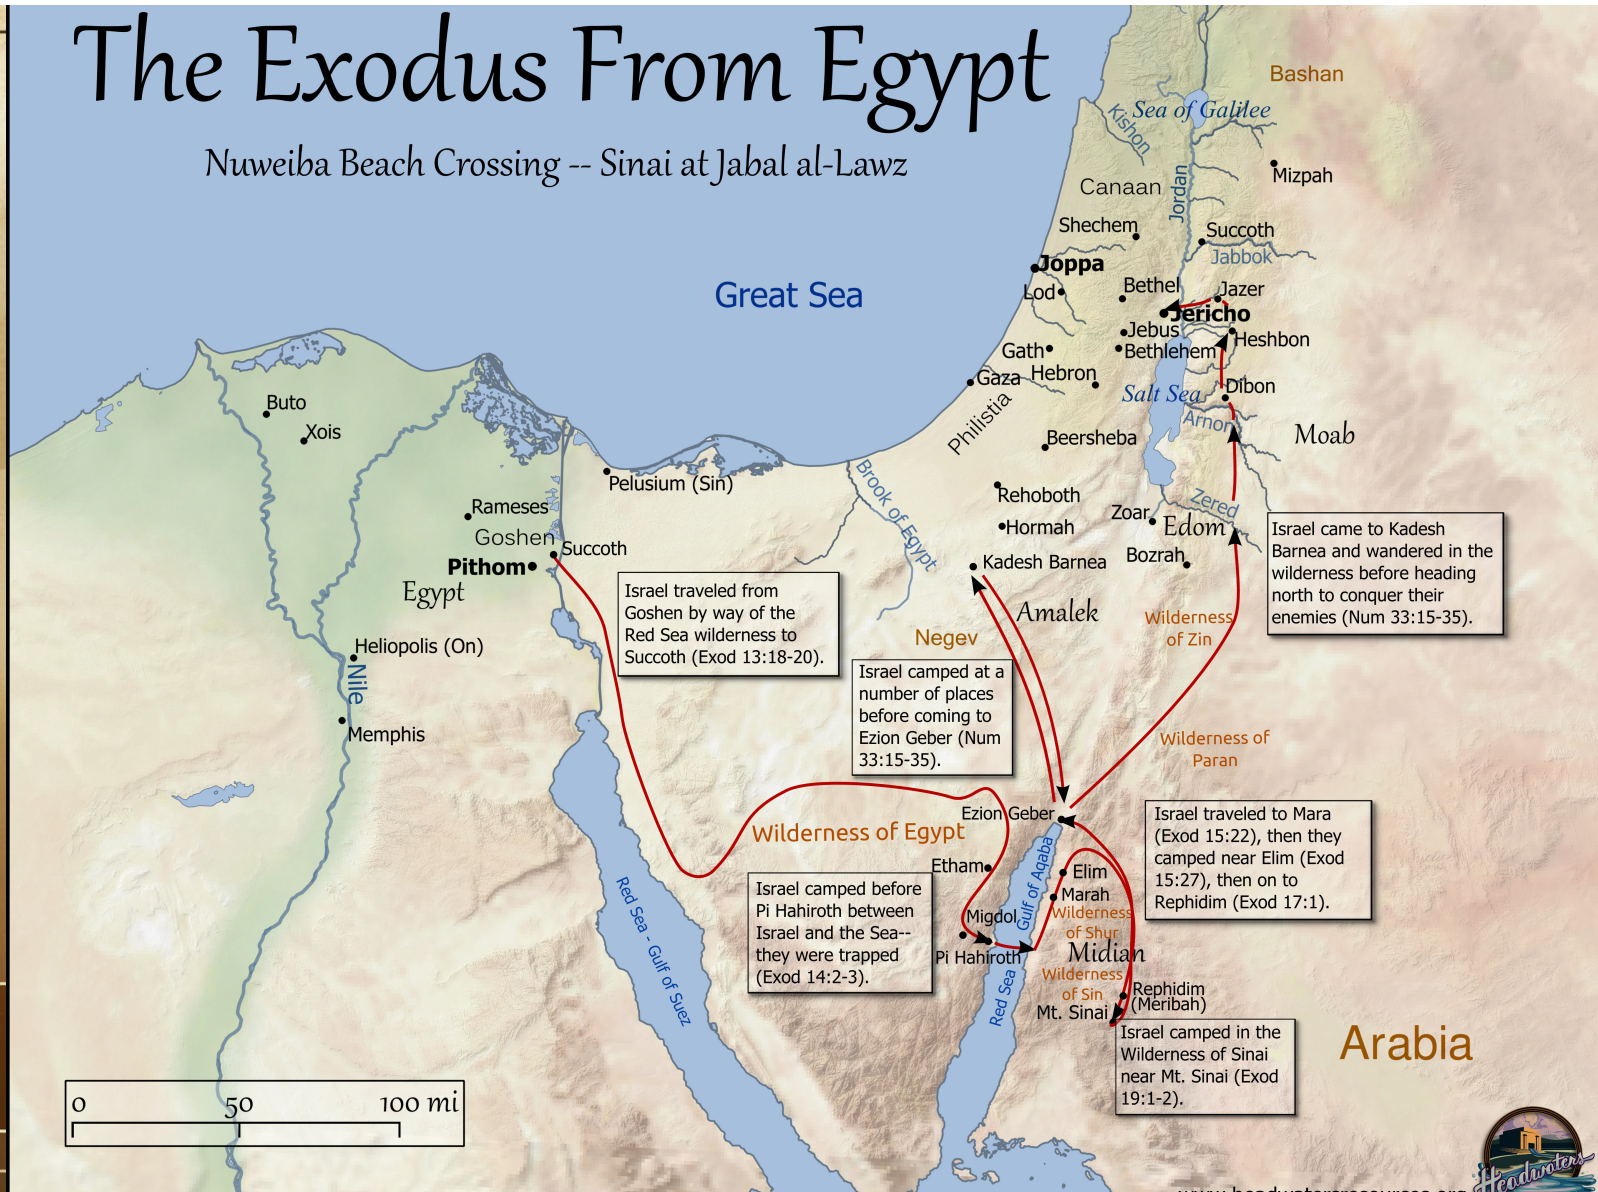 The Exodus From Egypt
Nuweiba Beach Crossing -- Sinai at Jabal al-Lawz
Bashan
Sea of Galilee
Kishon
Mizpah
Canaan
Jordan
Shechem
Succoth
Jabbok
Joppa
Great Sea
Lod
Bethel
Jazer
Jericho
Jebus
Heshbon
Gath
Bethlehem
Hebron
Gaza
Salt Sea
Dibon
Philistia
Arnon
Moab
Buto
Xois
Beersheba
Pelusium (Sin)
Brook of Egypt
Rehoboth
Zered
Rameses
Hormah
Zoar
Edom
Goshen
Succoth
Bozrah
Pithom
Kadesh Barnea
Egypt
Amalek
Israel came to Kadesh
Barnea and wandered in the
wilderness before heading
north to conquer their
enemies (Num 33:15-35).
Israel traveled from
Goshen by way of the
Red Sea wilderness to
Succoth (Exod 13:18-20).
Wilderness
of Zin
Negev
Heliopolis (On)
Nile
Memphis
Israel camped at a
number of places
before coming to
Ezion Geber (Num
33:15-35).
Wilderness of
Paran
Ezion Geber
Wilderness of Egypt
Israel traveled to Mara
(Exod 15:22), then they
camped near Elim (Exod
15:27), then on to
Rephidim (Exod 17:1).
Etham
Elim
Gulf of Aqaba
Marah
Israel camped before
Pi Hahiroth between
Israel and the Sea--
they were trapped
(Exod 14:2-3).
Migdol
Wilderness
of Shur
Pi Hahiroth
Midian
Red Sea - Gulf of Suez
Red Sea
Wilderness
of Sin
Rephidim
(Meribah)
Mt. Sinai
Israel camped in the
Wilderness of Sinai
near Mt. Sinai (Exod
19:1-2).
Arabia
0 50 100 mi
Headwaters